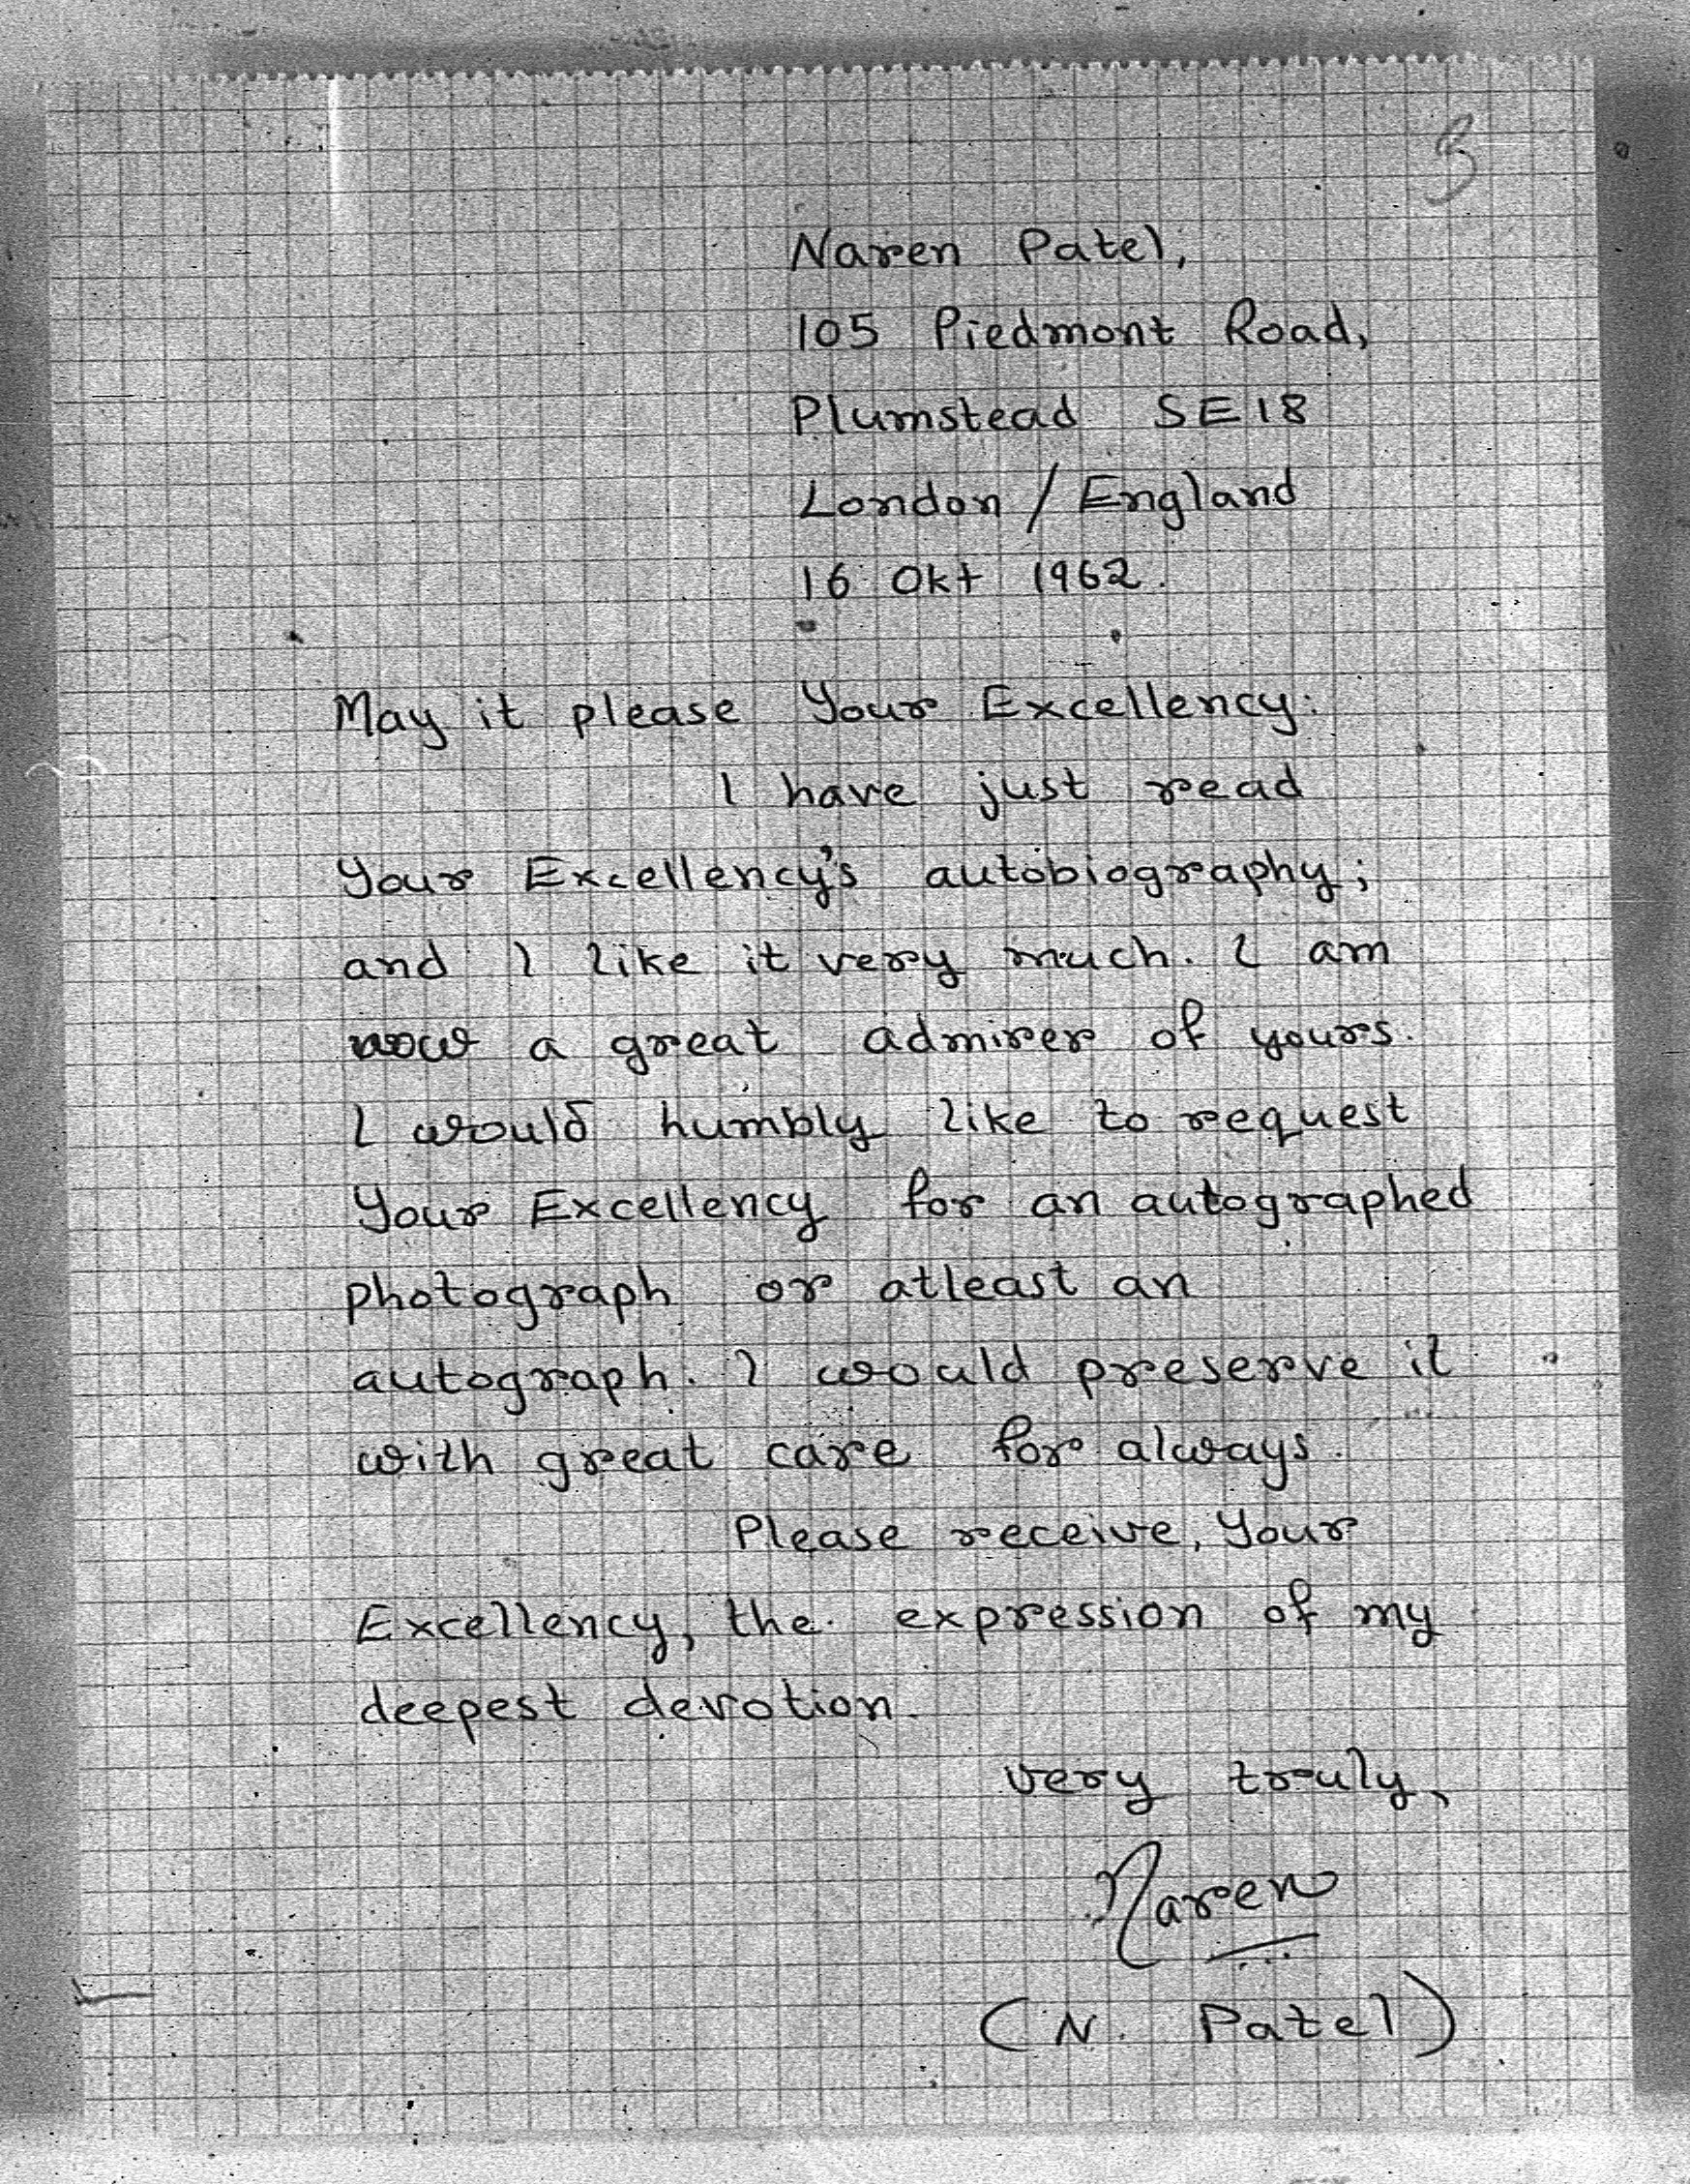 Naren Patel,
105 Piedmont Road,
Plumstead SE18
London / England
16 Okt 1962.
May it please Your Excellency:
I have just read
Your Excellency's autobiography;
and I like it very much. I am
now a great admirer of yours.
I would humbly like to request
Your Excellency for an autographed
photograph or atleast an
autograph. I would preserve it
with great care for always.
Please receive, Your
Excellency, the expression of my
deepest devotion.
very truly,
Naren
(N. Patel)